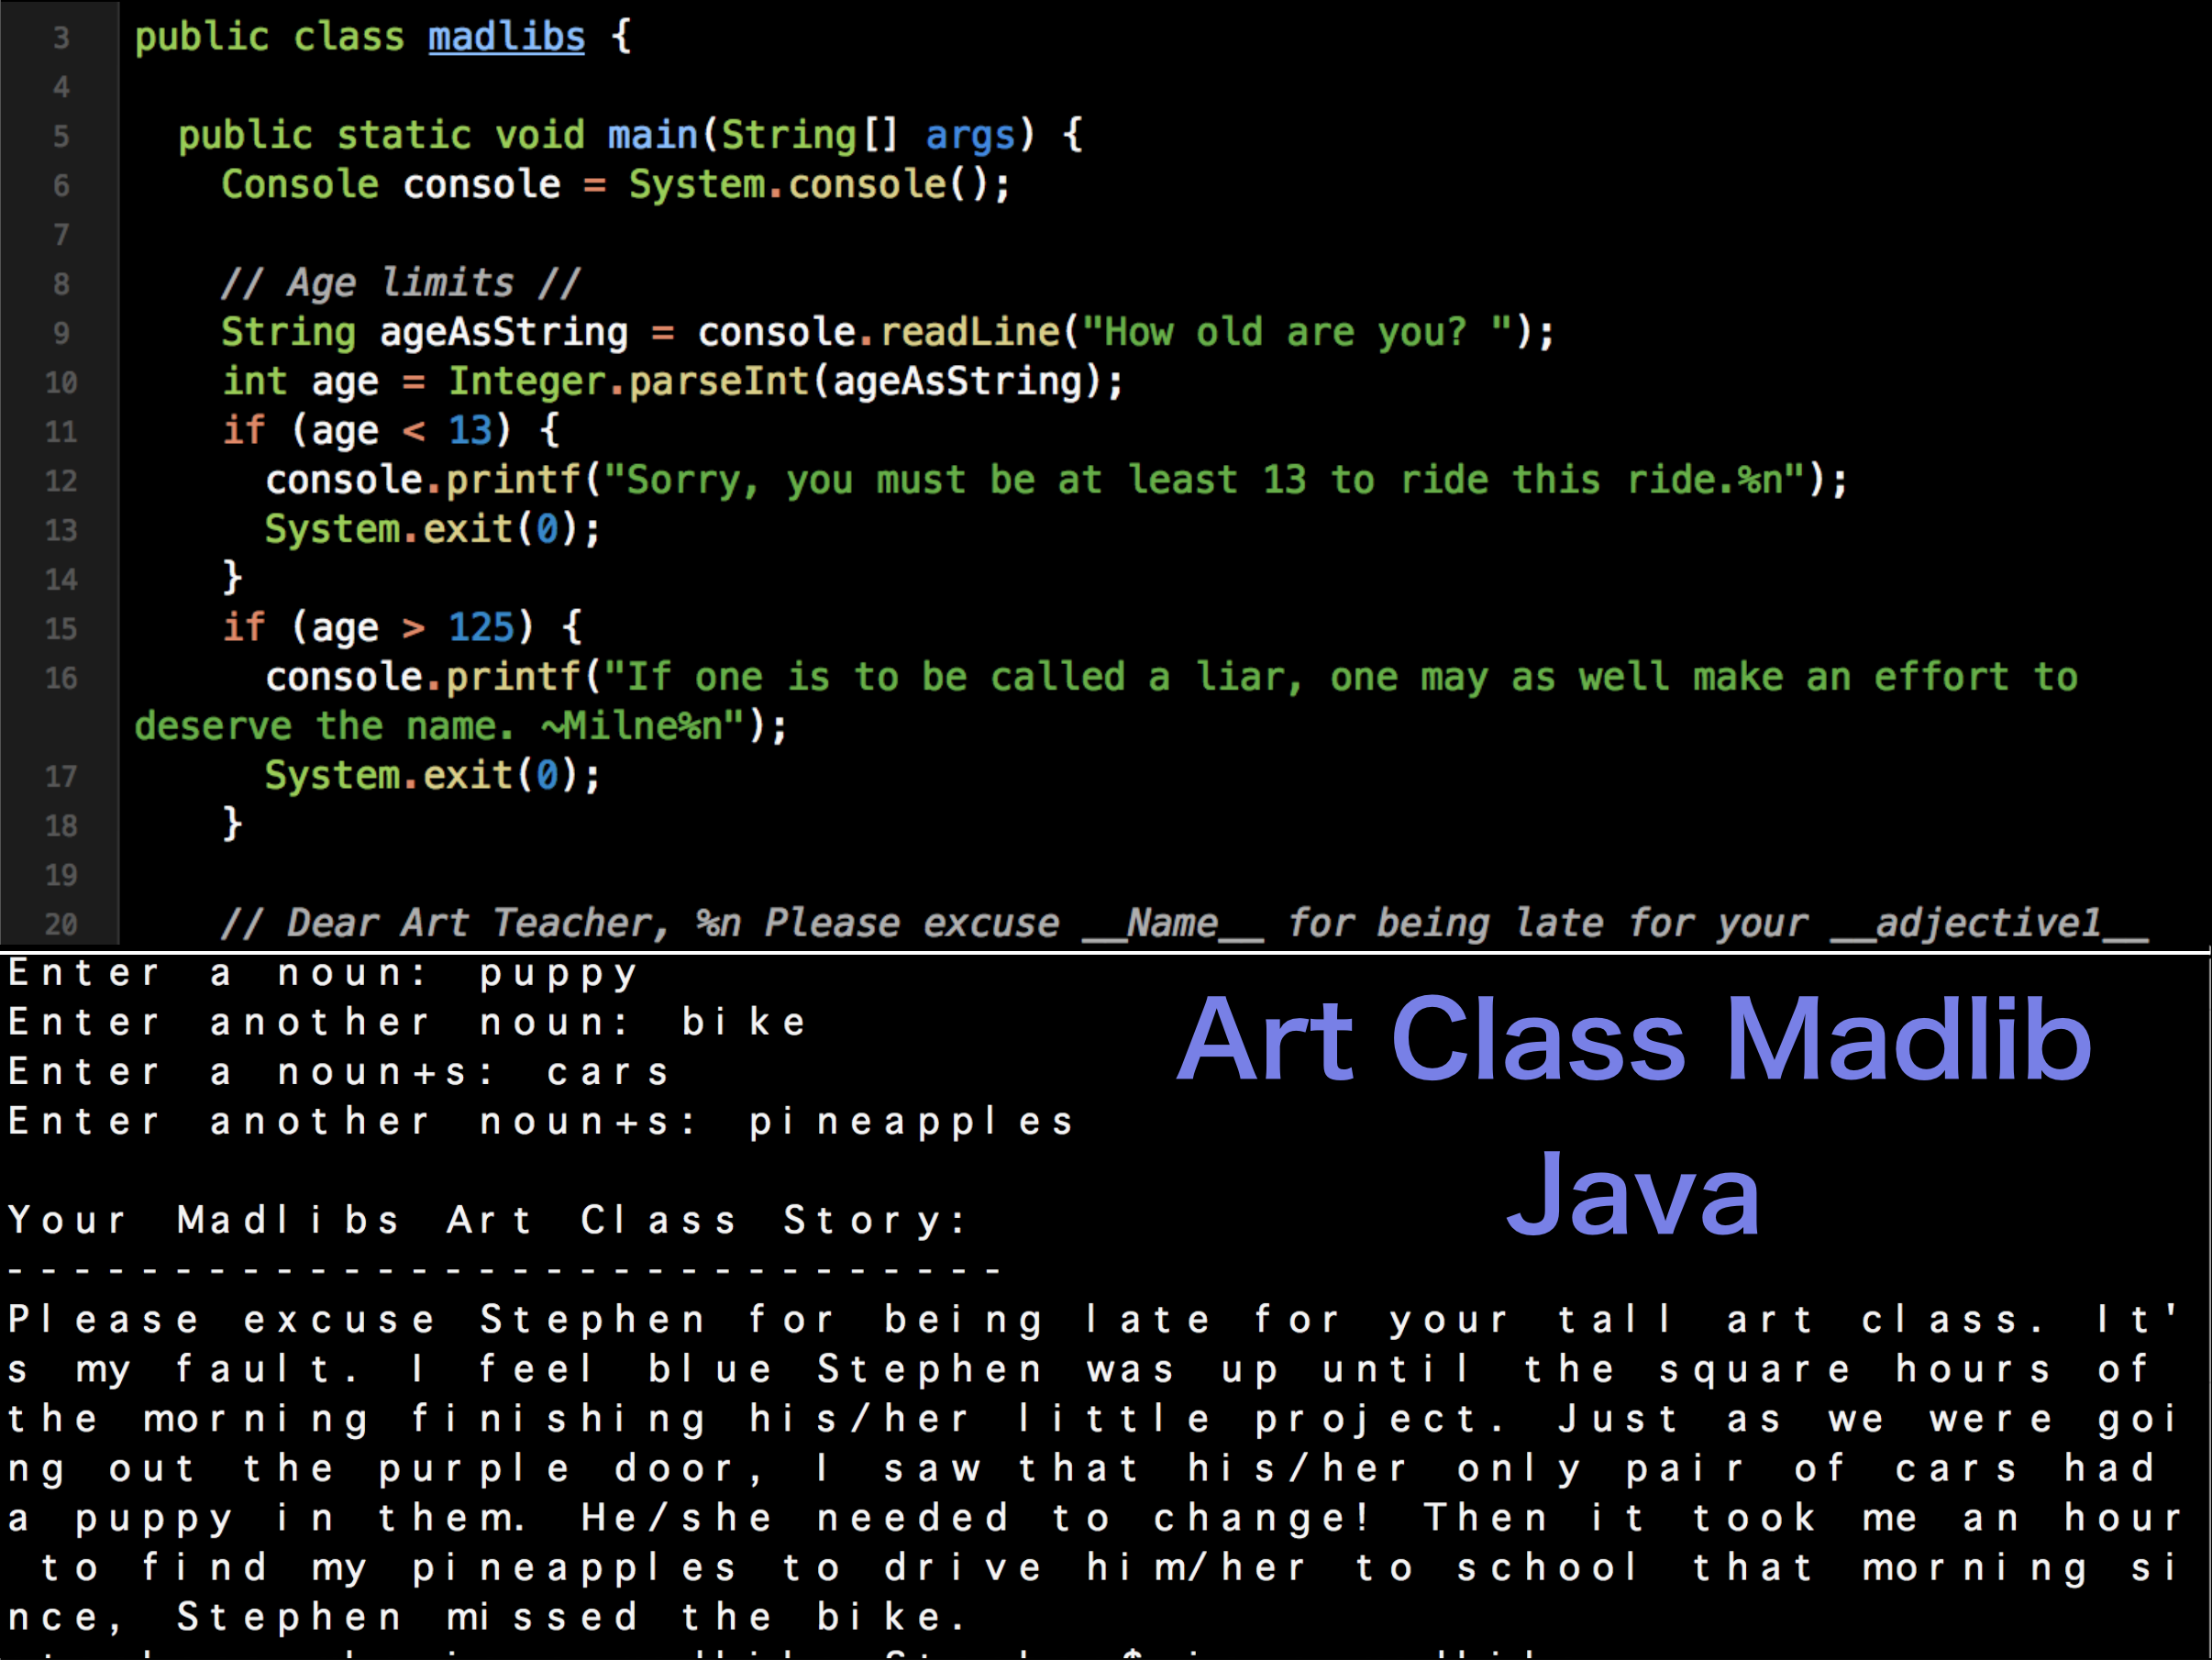 3 public class madlibs {
4
5 public static void main(String[] args) {
6 Console console = System.console();
7
8 // Age limits //
9 String ageAsString = console.readLine("How old are you? ");
10 int age = Integer.parseInt(ageAsString);
11 if (age < 13) {
12 console.printf("Sorry, you must be at least 13 to ride this ride.%n");
13 System.exit(0);
14 }
15 if (age > 125) {
16 console.printf("If one is to be called a liar, one may as well make an effort to
deserve the name. ~Milne%n");
17 System.exit(0);
18 }
19
20 // Dear Art Teacher, %n Please excuse __Name__ for being late for your __adjective1__
Enter a noun: puppy
Enter another noun: bike
Enter a noun+s: cars
Enter another noun+s: pineapples
Art Class Madlib
Java
Your Madlibs Art Class Story:
------------------------------
Please excuse Stephen for being late for your tall art class. It'
s my fault. I feel blue Stephen was up until the square hours of
the morning finishing his/her little project. Just as we were goi
ng out the purple door, I saw that his/her only pair of cars had
a puppy in them. He/she needed to change! Then it took me an hour
to find my pineapples to drive him/her to school that morning si
nce, Stephen missed the bike.